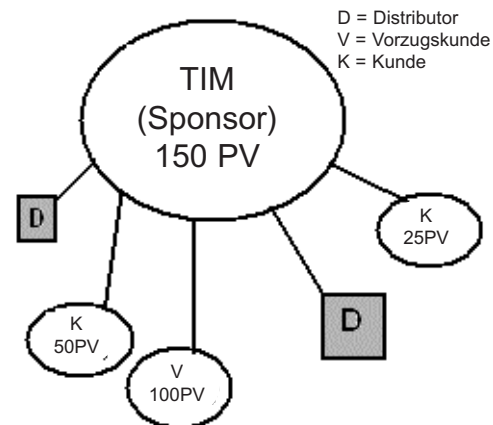 D = Distributor
V = Vorzugskunde
K = Kunde
TIM
(Sponsor)
150 PV
D
K
25PV
K
50PV
V
100PV
D